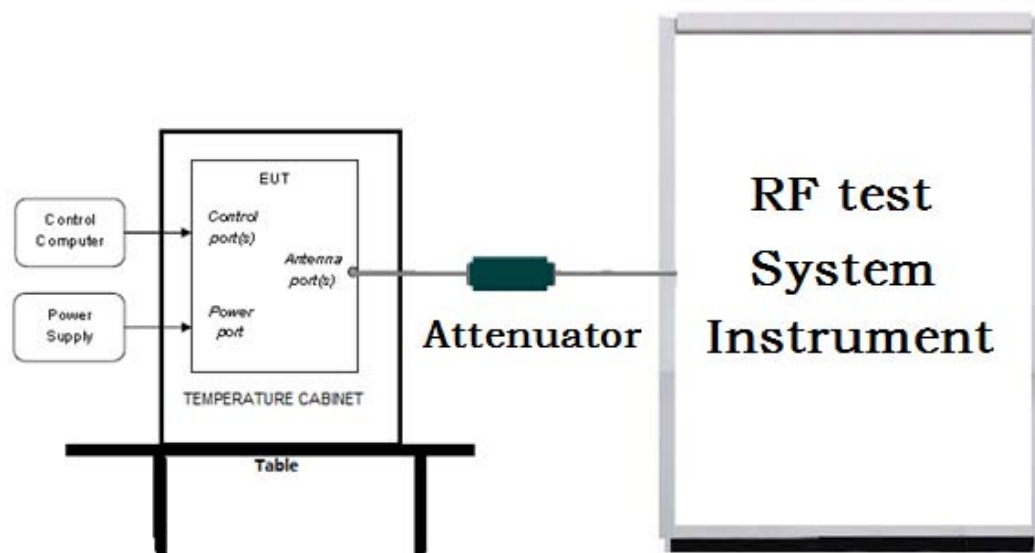 Control
Computer
Power
Supply
EUT
Control
port(s)
Antenna
port(s)
Power
port
TEMPERATURE CABINET
Table
Attenuator
RF test
System
Instrument